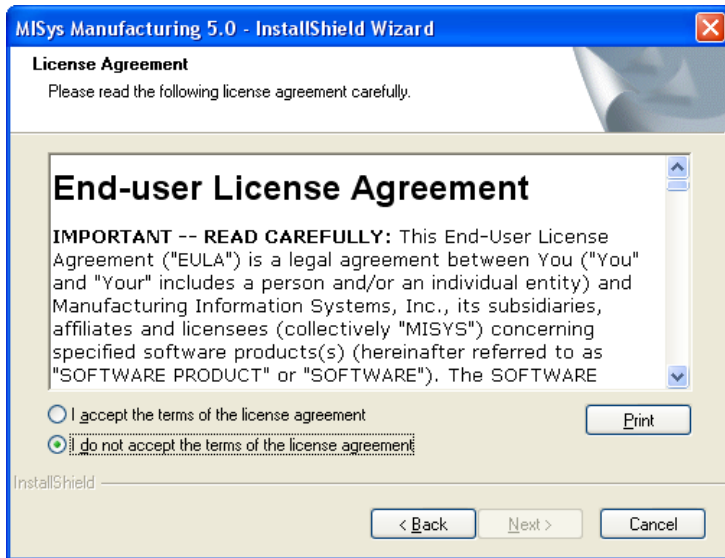 MISys Manufacturing 5.0 - InstallShield Wizard
License Agreement
Please read the following license agreement carefully.
End-user License Agreement
IMPORTANT -- READ CAREFULLY: This End-User License
Agreement ("EULA") is a legal agreement between You ("You"
and "Your" includes a person and/or an individual entity) and
Manufacturing Information Systems, Inc., its subsidiaries,
affiliates and licensees (collectively "MISYS") concerning
specified software products(s) (hereinafter referred to as
"SOFTWARE PRODUCT" or "SOFTWARE"). The SOFTWARE
I accept the terms of the license agreement
Print
I do not accept the terms of the license agreement
InstallShield
< Back
Next >
Cancel